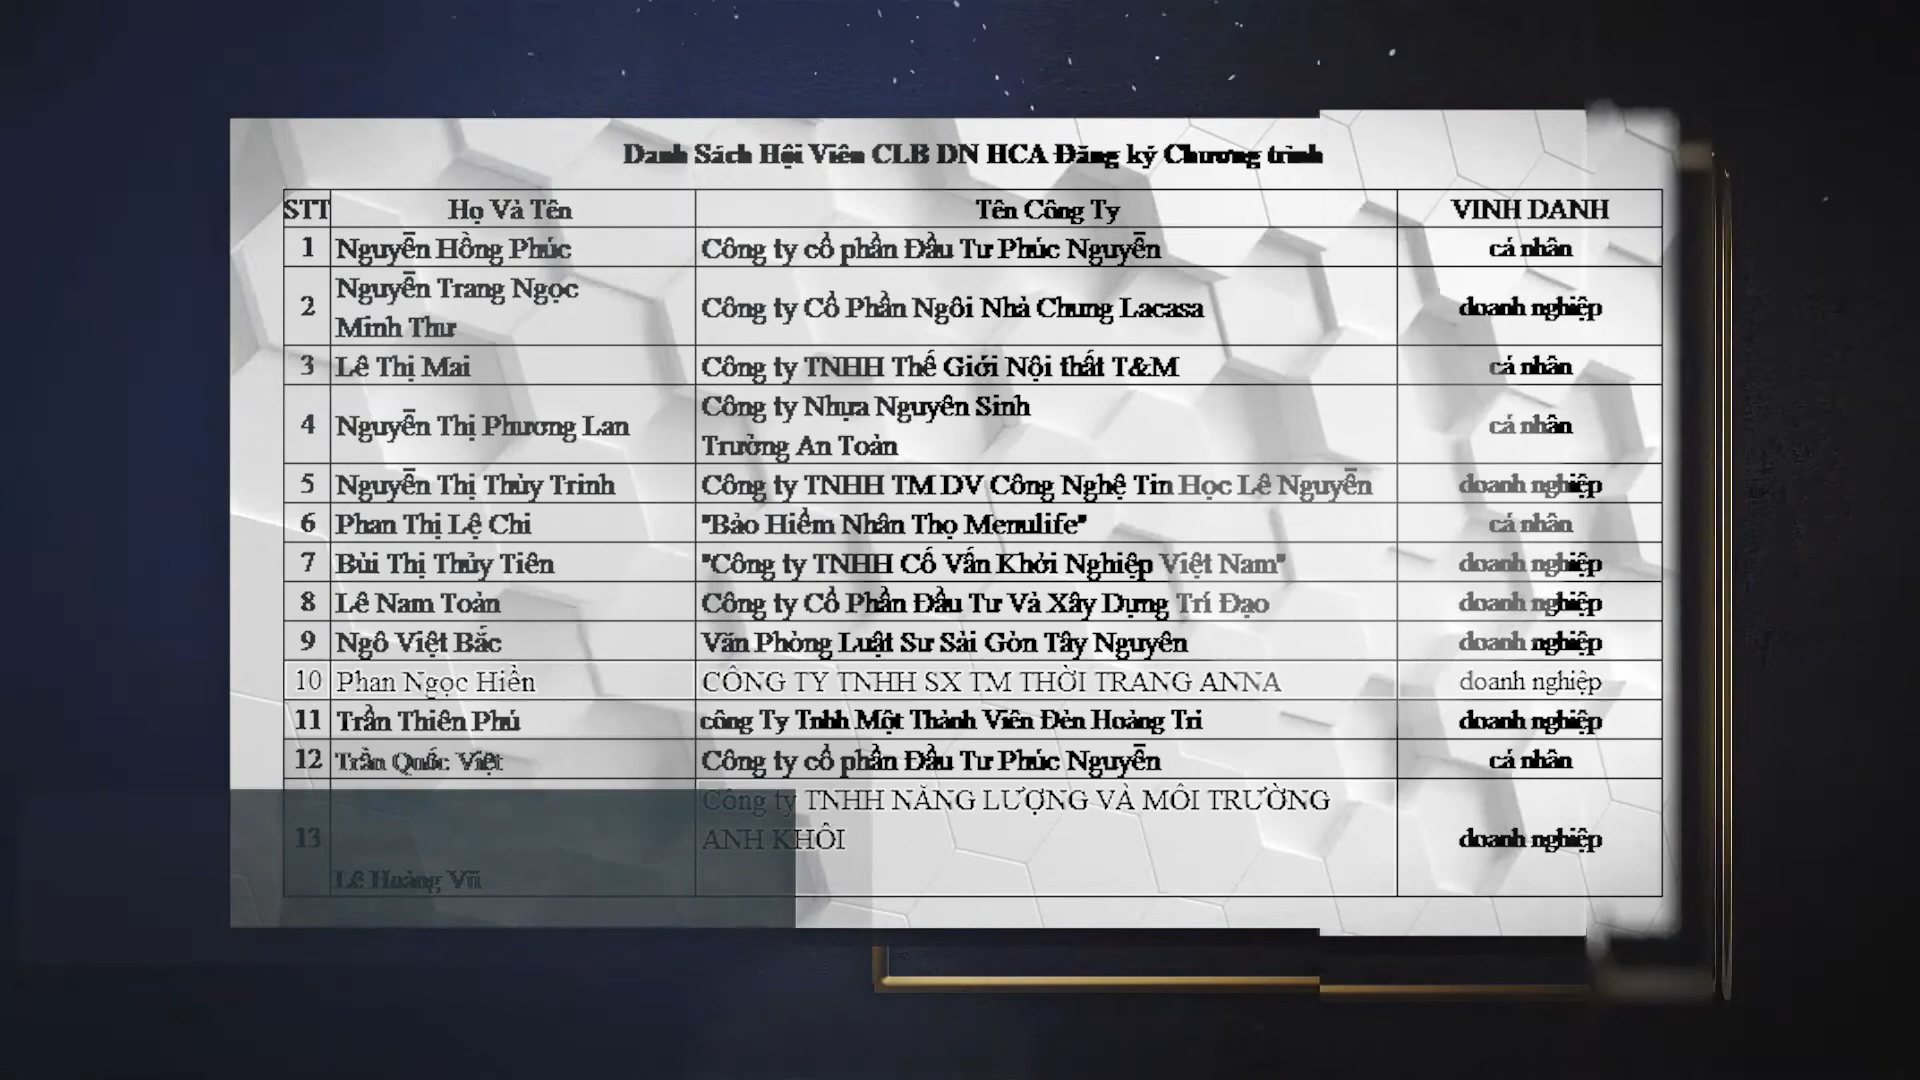 Danh Sách Hội Viên CLB DN HCA Đăng ký Chương trình
STT Họ Và Tên Tên Công Ty VINH DANH
1 Nguyễn Hồng Phúc Công ty cổ phần Đầu Tư Phúc Nguyễn cá nhân
2 Nguyễn Trang Ngọc Minh Thư Công ty Cổ Phần Ngôi Nhà Chung Lacasa doanh nghiệp
3 Lê Thị Mai Công ty TNHH Thế Giới Nội thất T&M cá nhân
4 Nguyễn Thị Phương Lan Công ty Nhựa Nguyên Sinh Trường An Toàn cá nhân
5 Nguyễn Thị Thùy Trinh Công ty TNHH TM DV Công Nghệ Tin Học Lê Nguyễn doanh nghiệp
6 Phan Thị Lệ Chi "Bảo Hiểm Nhân Thọ Menulife" cá nhân
7 Bùi Thị Thủy Tiên "Công ty TNHH Cố Vấn Khởi Nghiệp Việt Nam" doanh nghiệp
8 Lê Nam Toàn Công ty Cổ Phần Đầu Tư Và Xây Dựng Trí Đạo doanh nghiệp
9 Ngô Việt Bắc Văn Phòng Luật Sư Sài Gòn Tây Nguyên doanh nghiệp
10 Phan Ngọc Hiền CÔNG TY TNHH SX TM THỜI TRANG ANNA doanh nghiệp
11 Trần Thiên Phú công Ty Tnhh Một Thành Viên Đèn Hoàng Tri doanh nghiệp
12 Trần Quốc Việt Công ty cổ phần Đầu Tư Phúc Nguyễn cá nhân
13 Lê Hoàng Vũ Công ty TNHH NĂNG LƯỢNG VÀ MÔI TRƯỜNG ANH KHÔI doanh nghiệp